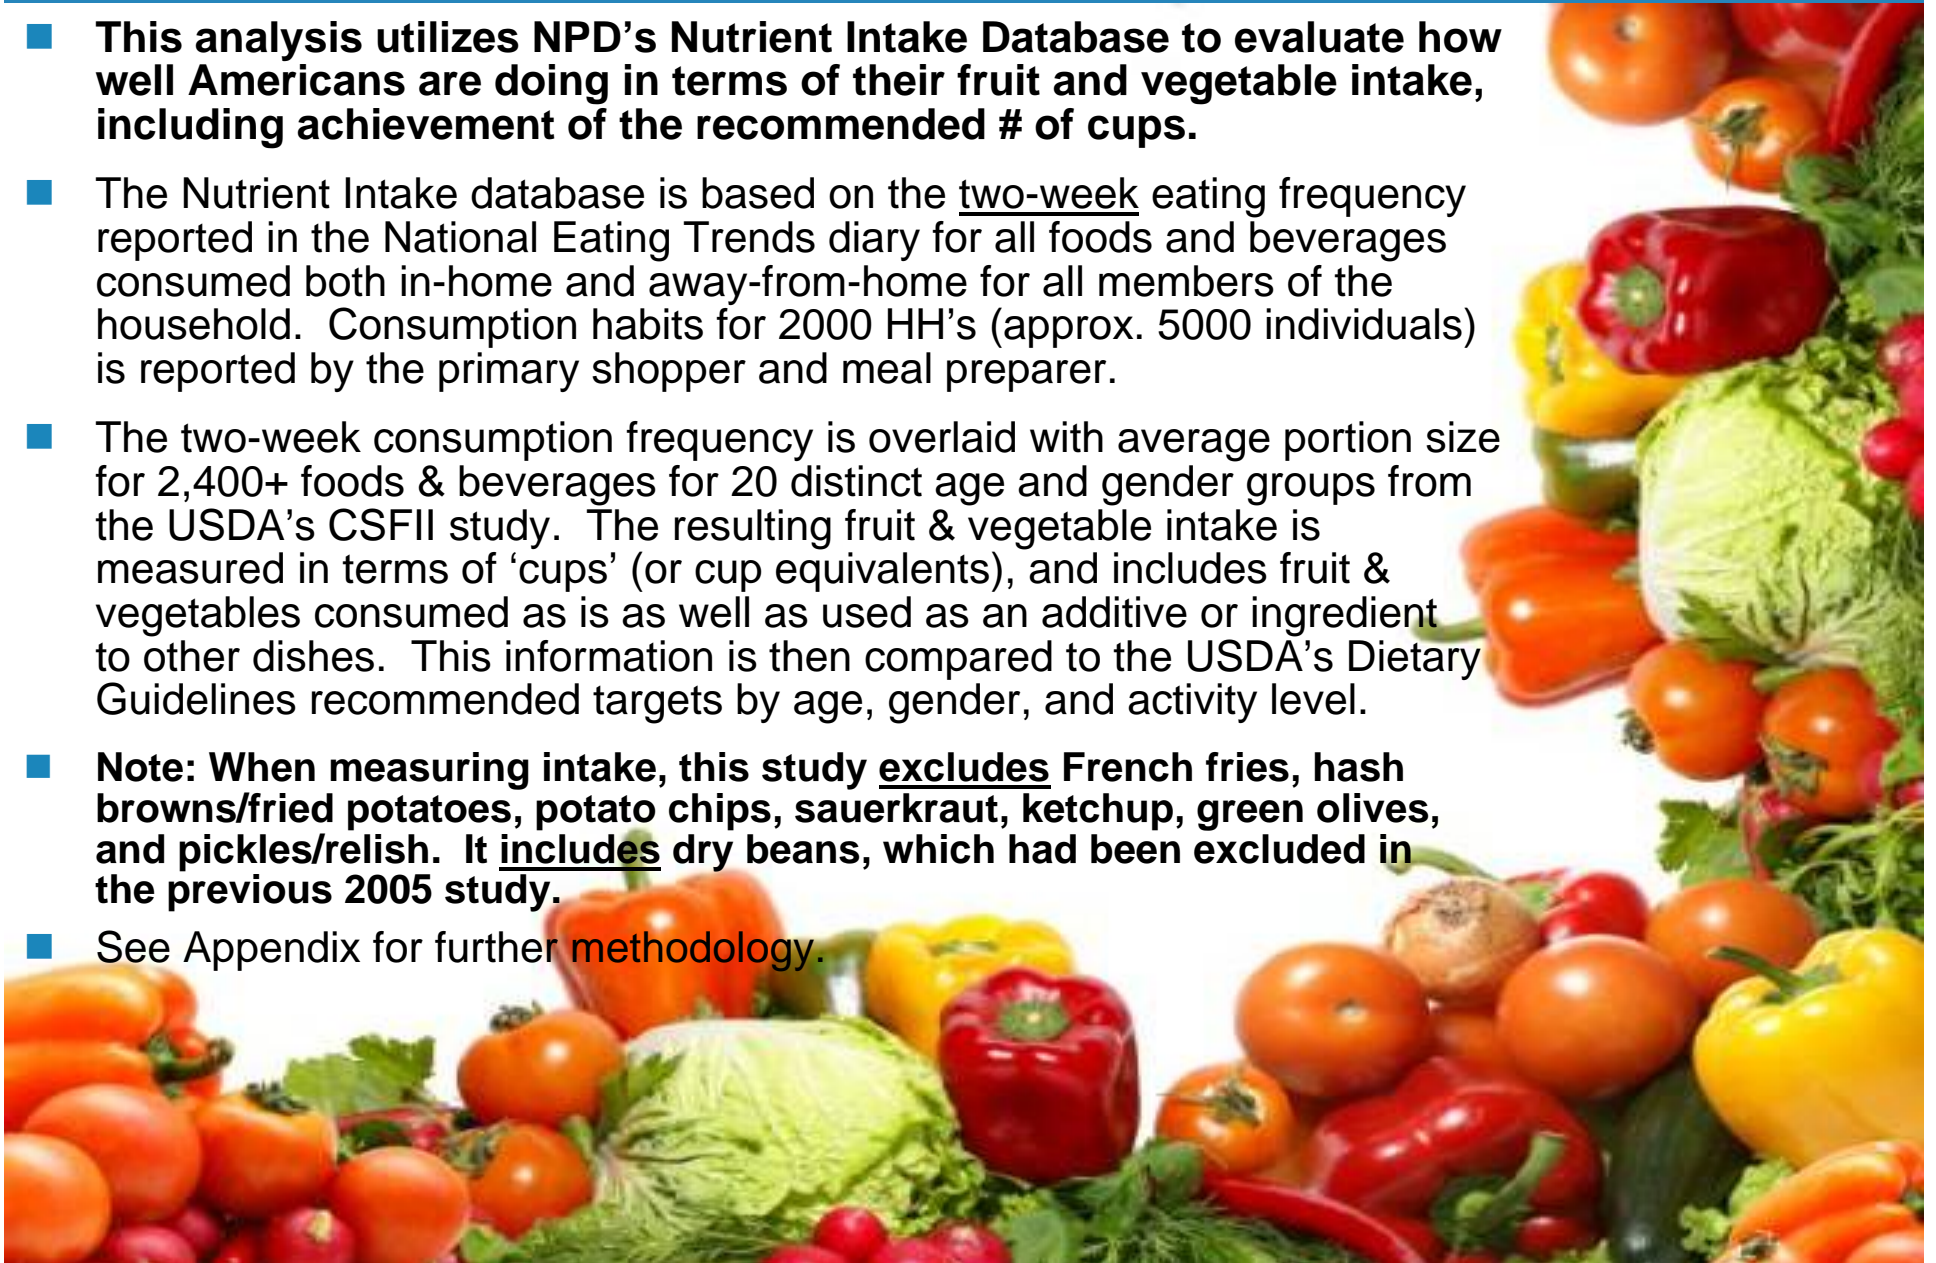 This analysis utilizes NPD’s Nutrient Intake Database to evaluate how
well Americans are doing in terms of their fruit and vegetable intake,
including achievement of the recommended # of cups.
The Nutrient Intake database is based on the two-week eating frequency
reported in the National Eating Trends diary for all foods and beverages
consumed both in-home and away-from-home for all members of the
household.  Consumption habits for 2000 HH’s (approx. 5000 individuals)
is reported by the primary shopper and meal preparer.
The two-week consumption frequency is overlaid with average portion size
for 2,400+ foods & beverages for 20 distinct age and gender groups from
the USDA’s CSFII study.  The resulting fruit & vegetable intake is
measured in terms of ‘cups’ (or cup equivalents), and includes fruit &
vegetables consumed as is as well as used as an additive or ingredient
to other dishes.  This information is then compared to the USDA’s Dietary
Guidelines recommended targets by age, gender, and activity level.
Note: When measuring intake, this study excludes French fries, hash
browns/fried potatoes, potato chips, sauerkraut, ketchup, green olives,
and pickles/relish.  It includes dry beans, which had been excluded in
the previous 2005 study.
See Appendix for further methodology.